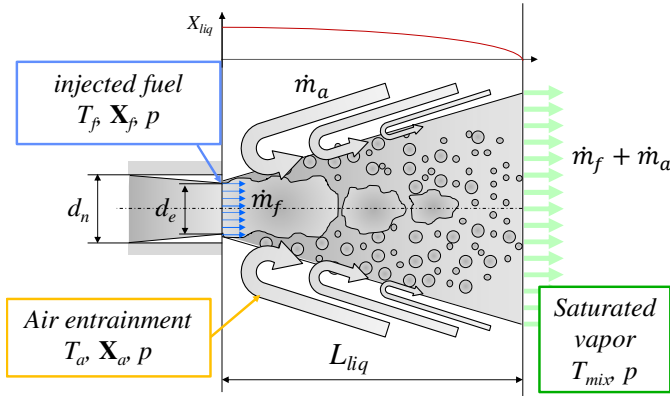 X_liq
injected fuel
T_f, X_f, p
ṁ_a
ṁ_f + ṁ_a
ṁ_f
d_n
d_e
Air entrainment
T_a, X_a, p
L_liq
Saturated
vapor
T_mix, p